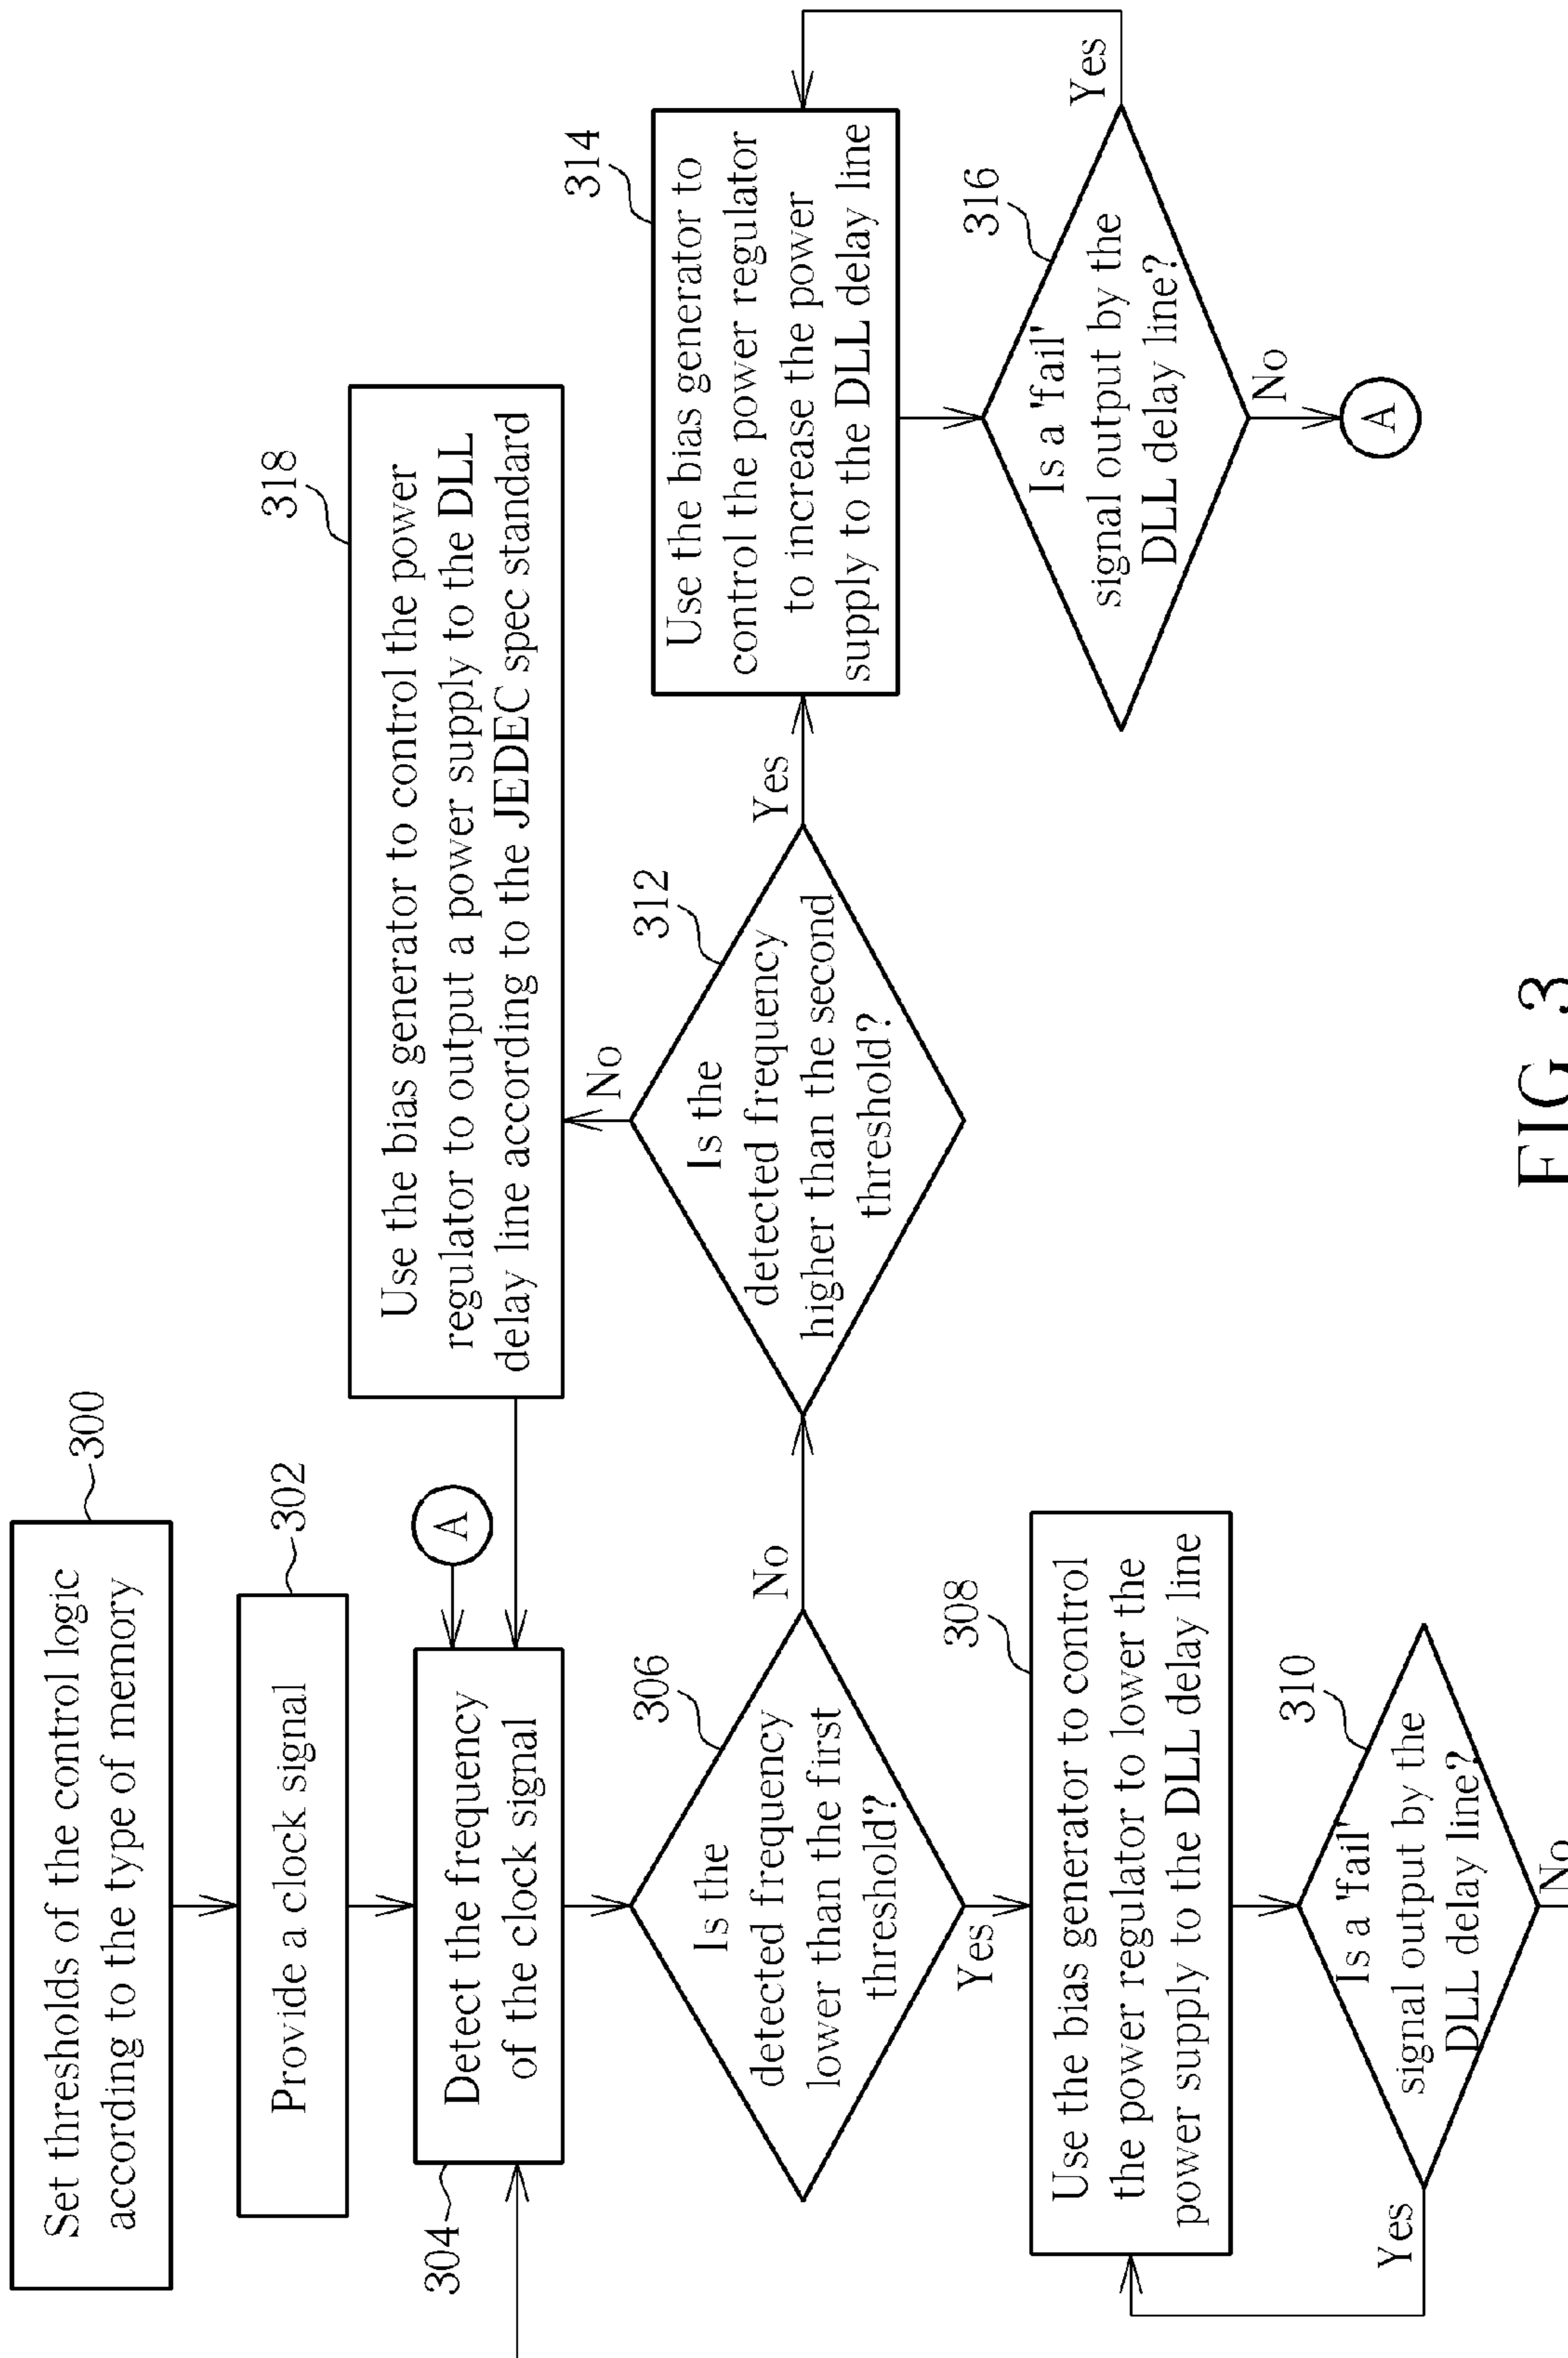 300
Set thresholds of the control logic
according to the type of memory
302
Provide a clock signal
A
304
Detect the frequency
of the clock signal
318
Use the bias generator to control the power
regulator to output a power supply to the DLL
delay line according to the JEDEC spec standard
306
Is the
detected frequency
lower than the first
threshold?
No
Yes
312
Is the
detected frequency
higher than the second
threshold?
No
Yes
314
Use the bias generator to
control the power regulator
to increase the power
supply to the DLL delay line
316
Is a 'fail'
signal output by the
DLL delay line?
Yes
No
A
308
Use the bias generator to control
the power regulator to lower the
power supply to the DLL delay line
310
Is a 'fail'
signal output by the
DLL delay line?
Yes
No
FIG. 3